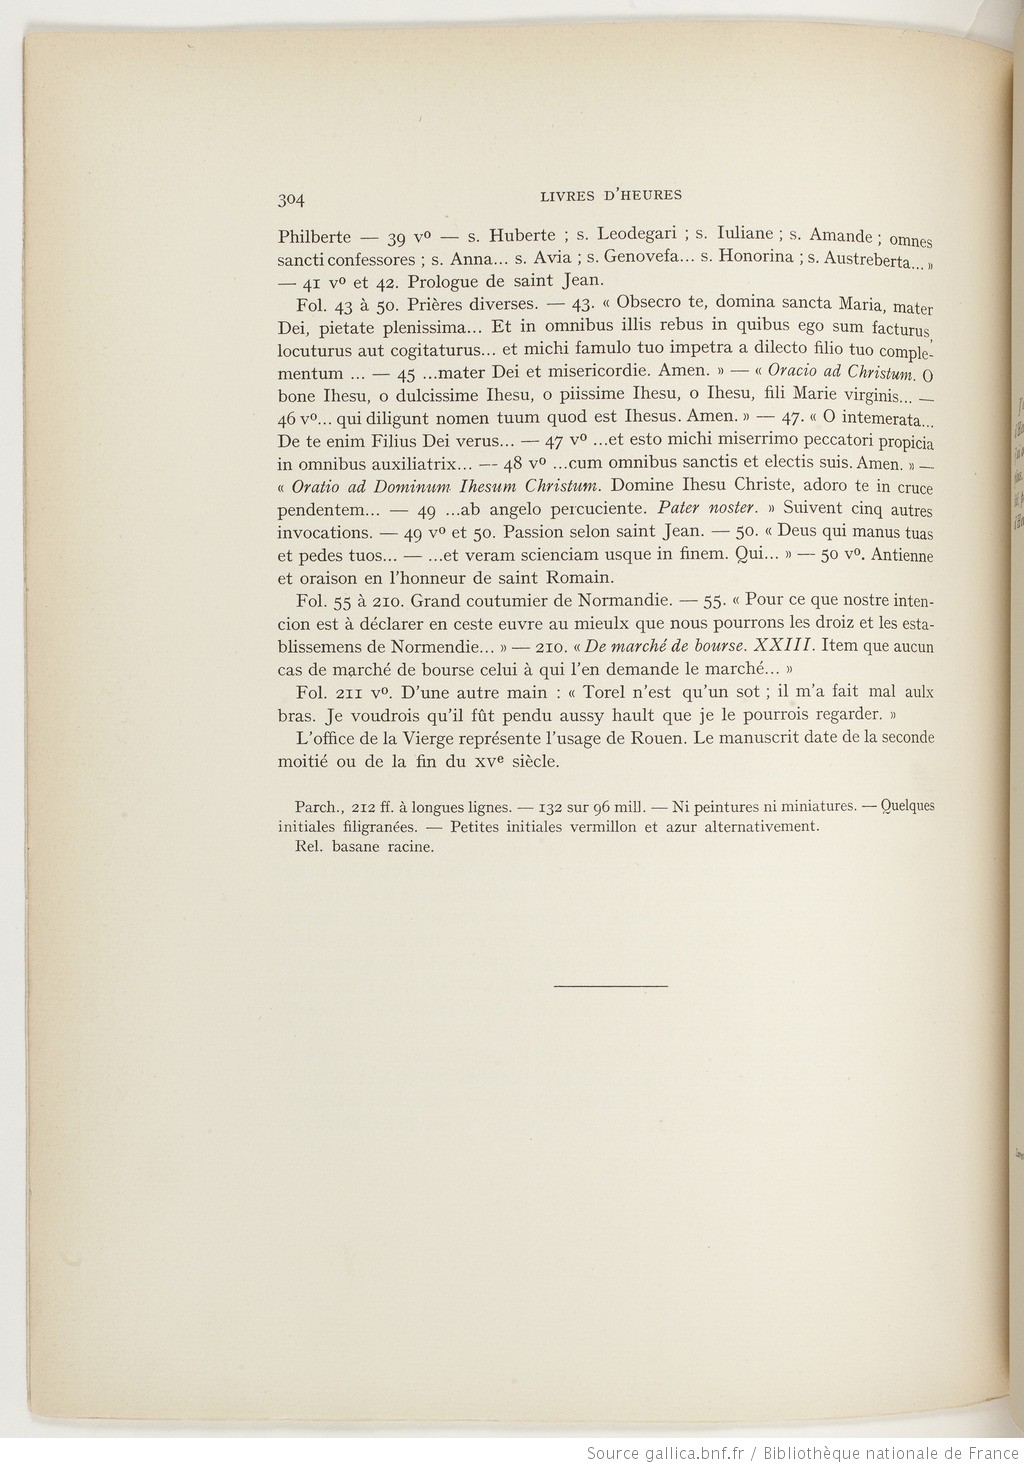 304
LIVRES D'HEURES
Philberte — 39 vº — s. Huberte ; s. Leodegari ; s. Iuliane ; s. Amande ; omnes
sancti confessores ; s. Anna... s. Avia ; s. Genovefa... s. Honorina ; s. Austreberta... »
— 41 vº et 42. Prologue de saint Jean.
Fol. 43 à 50. Prières diverses. — 43. « Obsecro te, domina sancta Maria, mater
Dei, pietate plenissima... Et in omnibus illis rebus in quibus ego sum facturus,
locuturus aut cogitaturus... et michi famulo tuo impetra a dilecto filio tuo comple-
mentum ... — 45 ...mater Dei et misericordie. Amen. » — « Oracio ad Christum. O
bone Ihesu, o dulcissime Ihesu, o piissime Ihesu, o Ihesu, fili Marie virginis... —
46 vº... qui diligunt nomen tuum quod est Ihesus. Amen. » — 47. « O intemerata...
De te enim Filius Dei verus... — 47 vº ...et esto michi miserrimo peccatori propicia
in omnibus auxiliatrix... — 48 vº ...cum omnibus sanctis et electis suis. Amen. » —
« Oratio ad Dominum Ihesum Christum. Domine Ihesu Christe, adoro te in cruce
pendentem... — 49 ...ab angelo percuciente. Pater noster. » Suivent cinq autres
invocations. — 49 vº et 50. Passion selon saint Jean. — 50. « Deus qui manus tuas
et pedes tuos... — ...et veram scienciam usque in finem. Qui... » — 50 vº. Antienne
et oraison en l'honneur de saint Romain.
Fol. 55 à 210. Grand coutumier de Normandie. — 55. « Pour ce que nostre inten-
cion est à déclarer en ceste euvre au mieulx que nous pourrons les droiz et les esta-
blissemens de Normendie... » — 210. « De marché de bourse. XXIII. Item que aucun
cas de marché de bourse celui à qui l'en demande le marché... »
Fol. 211 vº. D'une autre main : « Torel n'est qu'un sot ; il m'a fait mal aulx
bras. Je voudrois qu'il fût pendu aussy hault que je le pourrois regarder. »
L'office de la Vierge représente l'usage de Rouen. Le manuscrit date de la seconde
moitié ou de la fin du XVe siècle.
Parch., 212 ff. à longues lignes. — 132 sur 96 mill. — Ni peintures ni miniatures. — Quelques
initiales filigranées. — Petites initiales vermillon et azur alternativement.
Rel. basane racine.
Source gallica.bnf.fr / Bibliothèque nationale de France